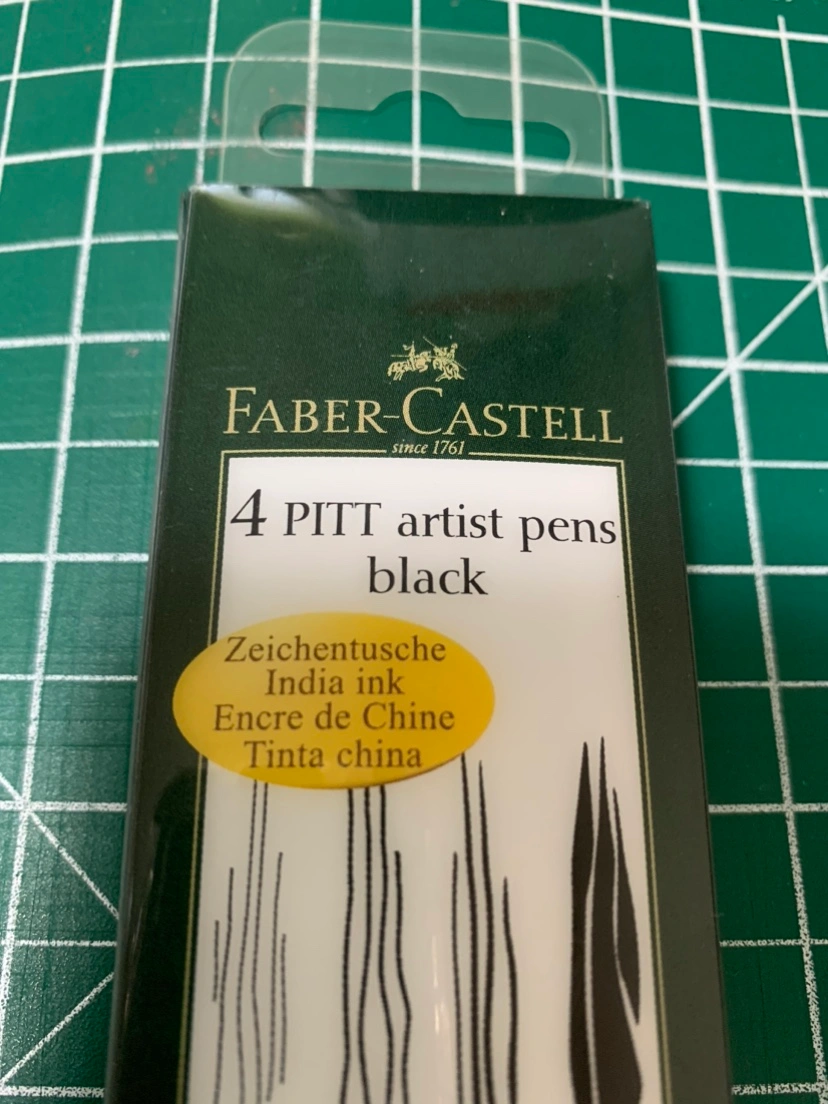 FABER-CASTELL
since 1761
4 PITT artist pens
black
Zeichentusche
India ink
Encre de Chine
Tinta china